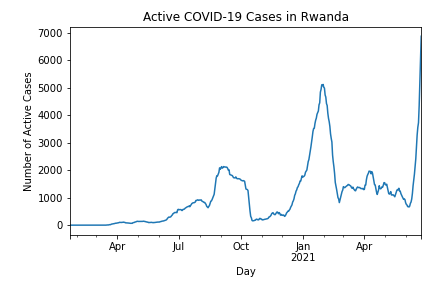 Active COVID-19 Cases in Rwanda
7000
6000
5000
4000
3000
2000
1000
0
Number of Active Cases
Apr
Jul
Oct
Jan
2021
Apr
Day